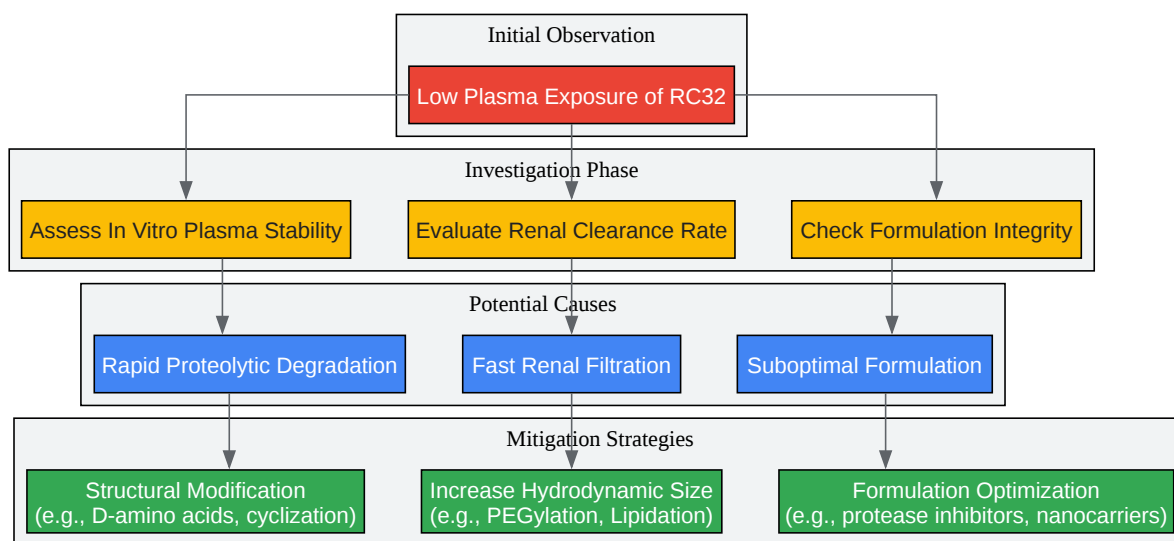 Initial Observation
Low Plasma Exposure of RC32
Investigation Phase
Assess In Vitro Plasma Stability
Evaluate Renal Clearance Rate
Check Formulation Integrity
Potential Causes
Rapid Proteolytic Degradation
Fast Renal Filtration
Suboptimal Formulation
Mitigation Strategies
Structural Modification
(e.g., D-amino acids, cyclization)
Increase Hydrodynamic Size
(e.g., PEGylation, Lipidation)
Formulation Optimization
(e.g., protease inhibitors, nanocarriers)